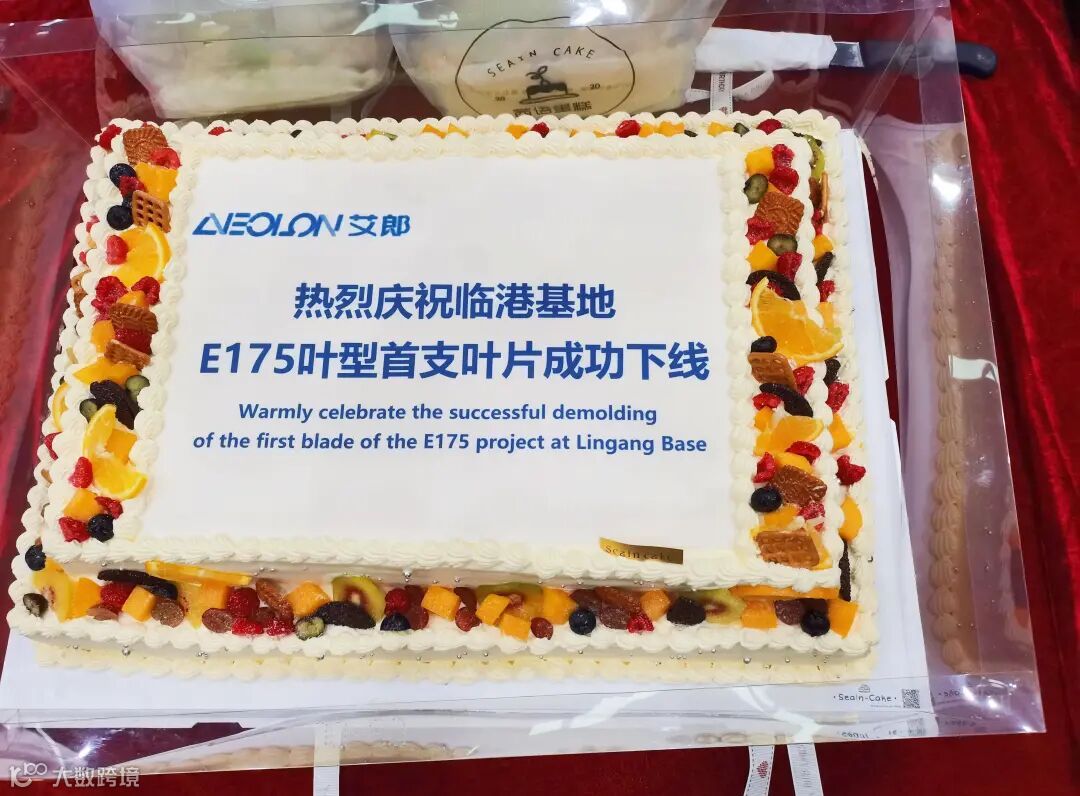 SEAIN CAKE
20 20
AEOLON 艾郎
热烈庆祝临港基地
E175叶型首支叶片成功下线
Warmly celebrate the successful demolding
of the first blade of the E175 project at Lingang Base
Seain cake
·Seain-Cake·
大数跨境